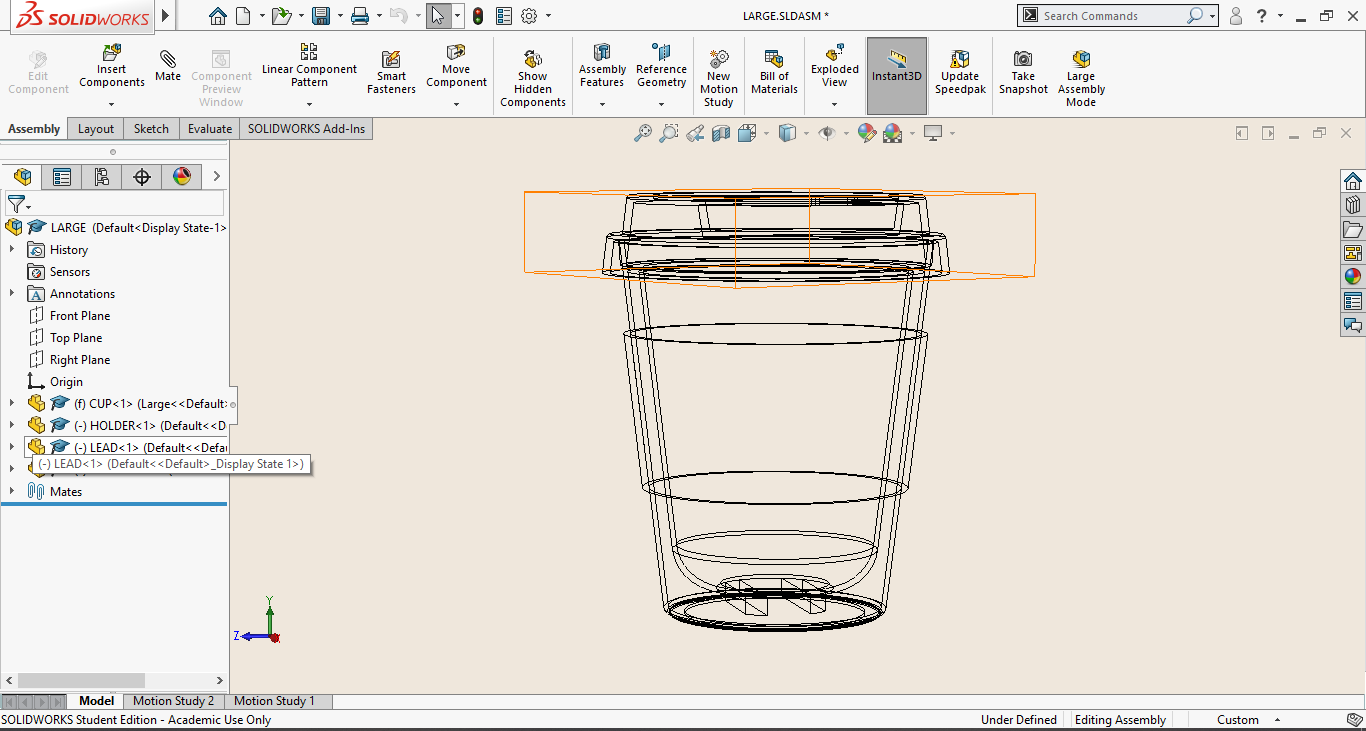 SOLIDWORKS
LARGE.SLDASM *
Search Commands
?
Edit
Component
Insert
Components
Mate
Component
Preview
Window
Linear Component
Pattern
Smart
Fasteners
Move
Component
Show
Hidden
Components
Assembly
Features
Reference
Geometry
New
Motion
Study
Bill of
Materials
Exploded
View
Instant3D
Update
Speedpak
Take
Snapshot
Large
Assembly
Mode
Assembly
Layout
Sketch
Evaluate
SOLIDWORKS Add-Ins
LARGE (Default<Display State-1>
History
Sensors
A
Annotations
Front Plane
Top Plane
Right Plane
Origin
(f) CUP<1> (Large<<Default>
(-) HOLDER<1> (Default<<D
(-) LEAD<1> (Default<<Defau
(-) LEAD<1> (Default<<Default>_Display State 1>)
Mates
Y
Z
Model
Motion Study 2
Motion Study 1
SOLIDWORKS Student Edition - Academic Use Only
Under Defined
Editing Assembly
Custom